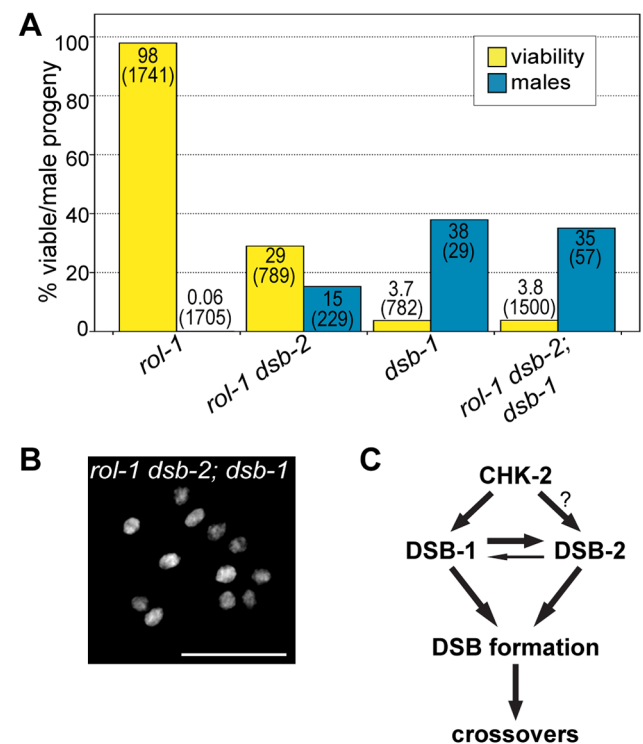 A
% viable/male progeny
100
80
60
40
20
0
viability
males
98
(1741)
0.06
(1705)
29
(789)
15
(229)
3.7
(782)
38
(29)
3.8
(1500)
35
(57)
rol-1
rol-1 dsb-2
dsb-1
rol-1 dsb-2;
dsb-1
B
rol-1 dsb-2; dsb-1
C
CHK-2
?
DSB-1
DSB-2
DSB formation
crossovers